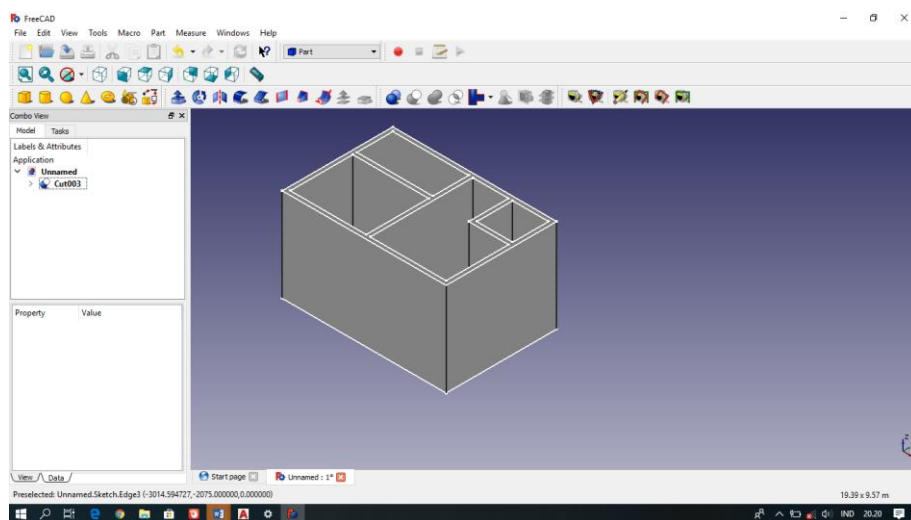 FreeCAD
File Edit View Tools Macro Part Measure Windows Help
Part
Combo View
Model Tasks
Labels & Attributes
Application
Unnamed
Cut003
Property Value
View Data
Start page Unnamed : 1*
Preselected: Unnamed.Sketch.Edge3 (-3014.594727,-2075.000000,0.000000) 19.39 x 9.57 m
IND 20.20